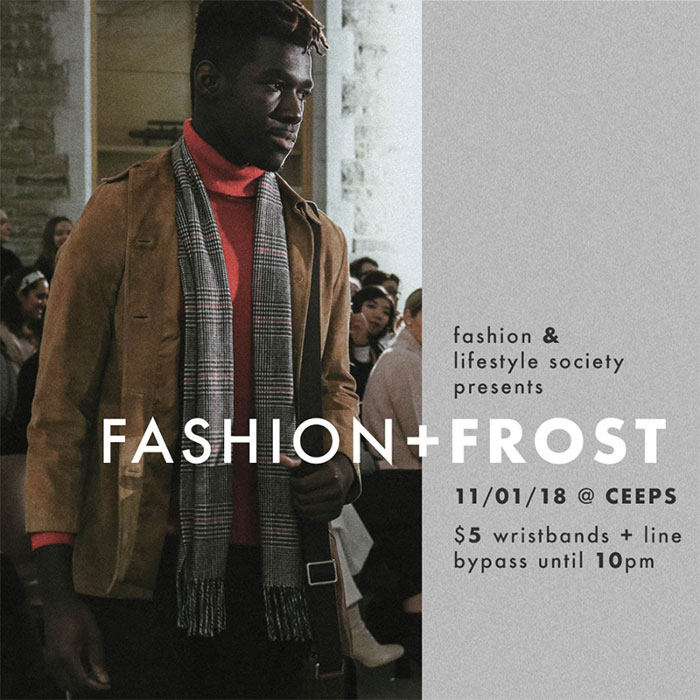 fashion &
lifestyle society
presents
FASHION+FROST
11/01/18 @ CEEPS
$5 wristbands + line
bypass until 10pm